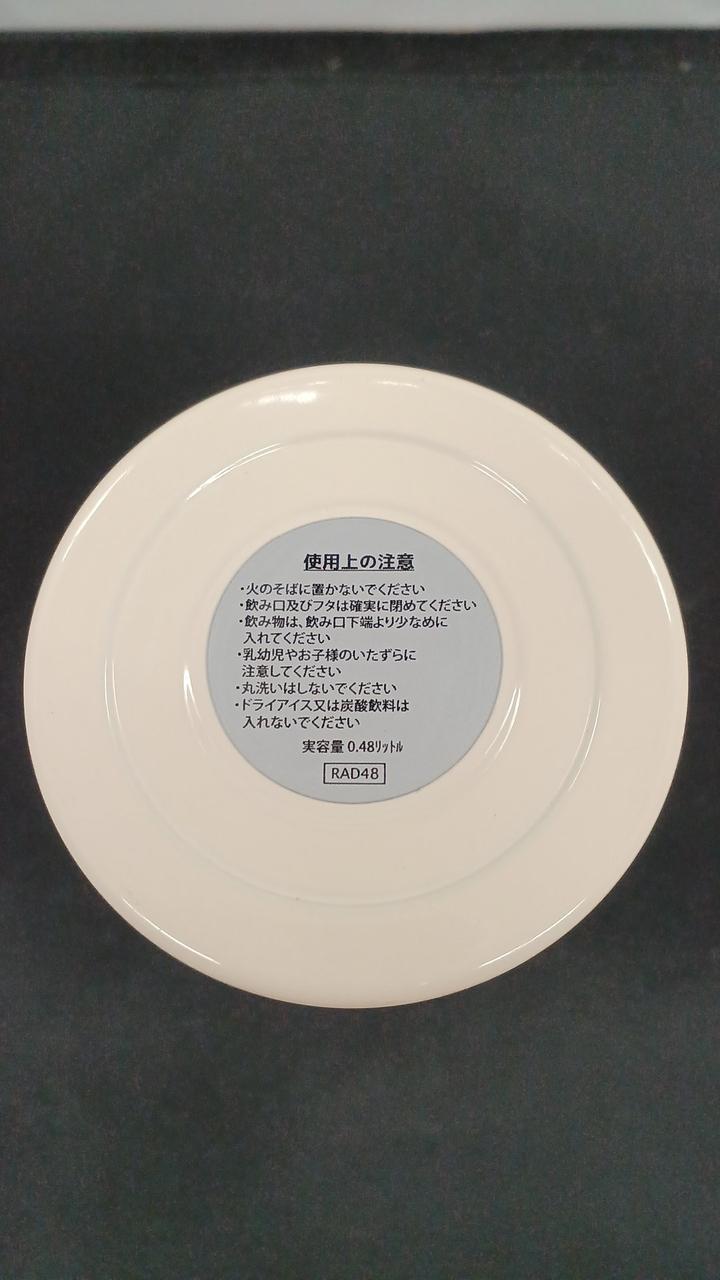 使用上の注意
・火のそばに置かないでください
・飲み口及びフタは確実に閉めてください
・飲み物は、飲み口下端より少なめに
入れてください
・乳幼児やお子様のいたずらに
注意してください
・丸洗いはしないでください
・ドライアイス又は炭酸飲料は
入れないでください
実容量 0.48リットル
RAD48